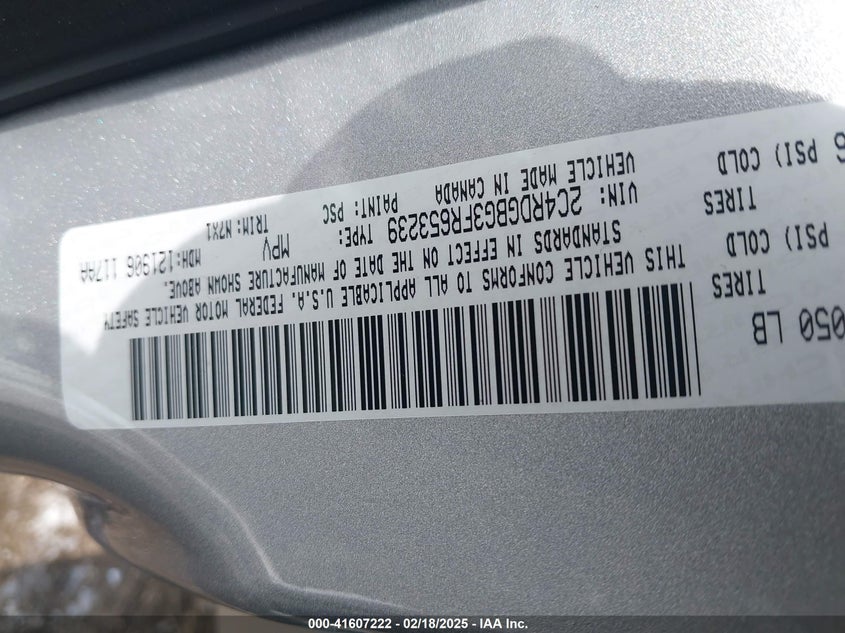 050 LB
TIRES
PSI) COLD
TIRES
PSI) COLD
THIS VEHICLE CONFORMS TO ALL APPLICABLE U.S.A. FEDERAL MOTOR VEHICLE SAFETY
STANDARDS IN EFFECT ON THE DATE OF MANUFACTURE SHOWN ABOVE.
VIN: 2C4RDGBG3FR653239 TYPE: MPV MDH:121906 117AA
VEHICLE MADE IN CANADA PAINT: PSC TRIM: N7X1
000-41607222 - 02/18/2025 - IAA Inc.